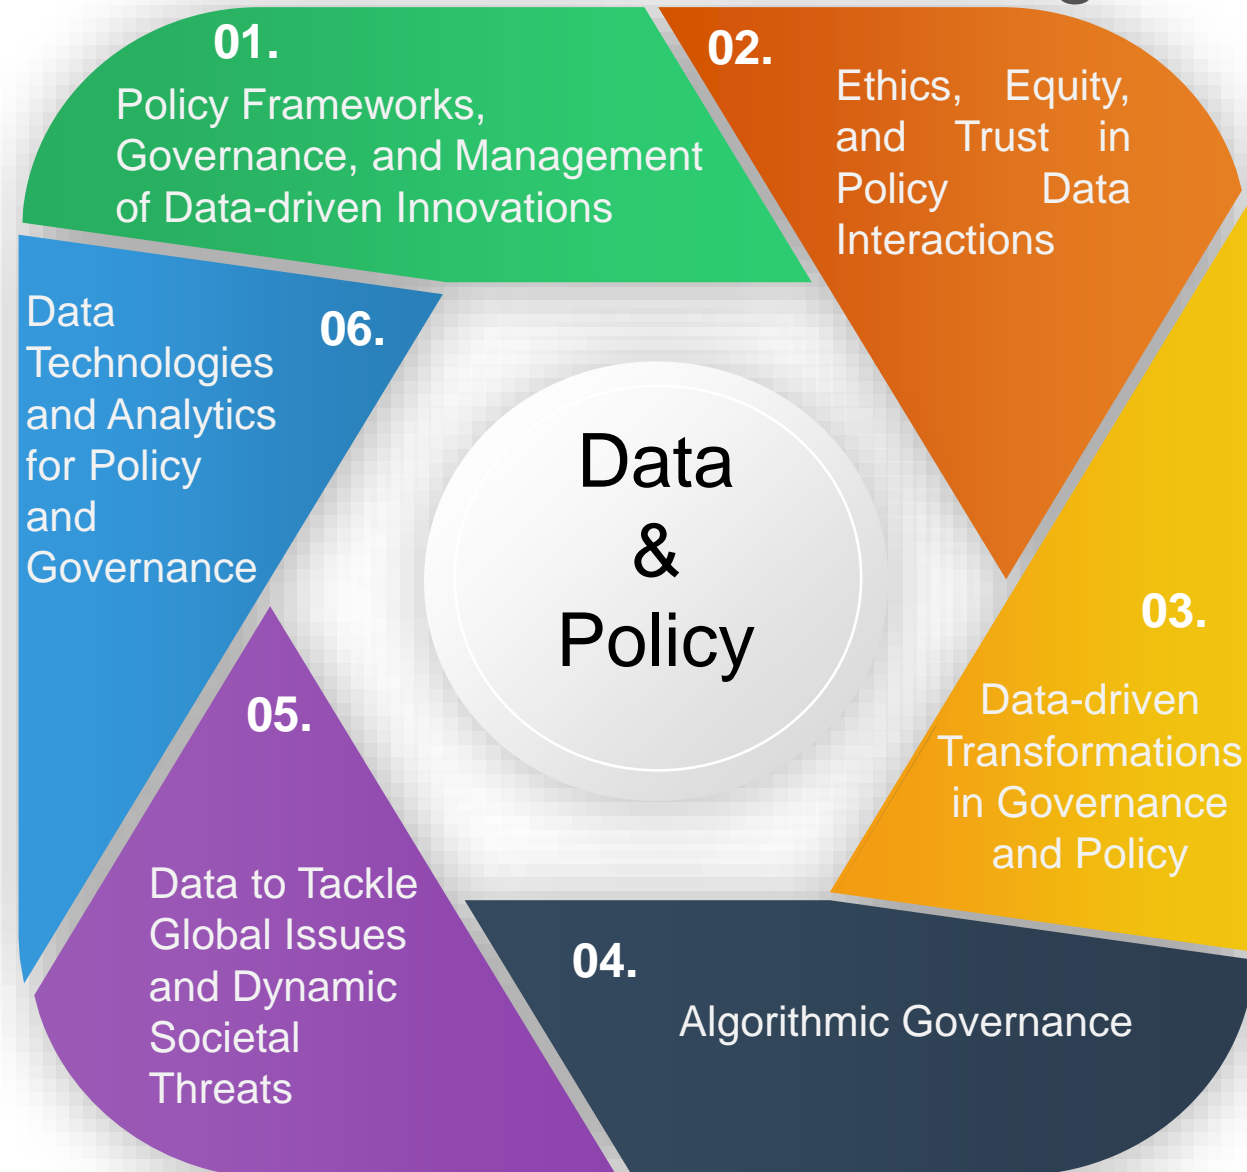 01.
Policy Frameworks,
Governance, and Management
of Data-driven Innovations
02.
Ethics, Equity,
and Trust in
Policy Data
Interactions
03.
Data-driven
Transformations
in Governance
and Policy
04.
Algorithmic Governance
05.
Data to Tackle
Global Issues
and Dynamic
Societal
Threats
06.
Data
Technologies
and Analytics
for Policy
and
Governance
Data
&
Policy